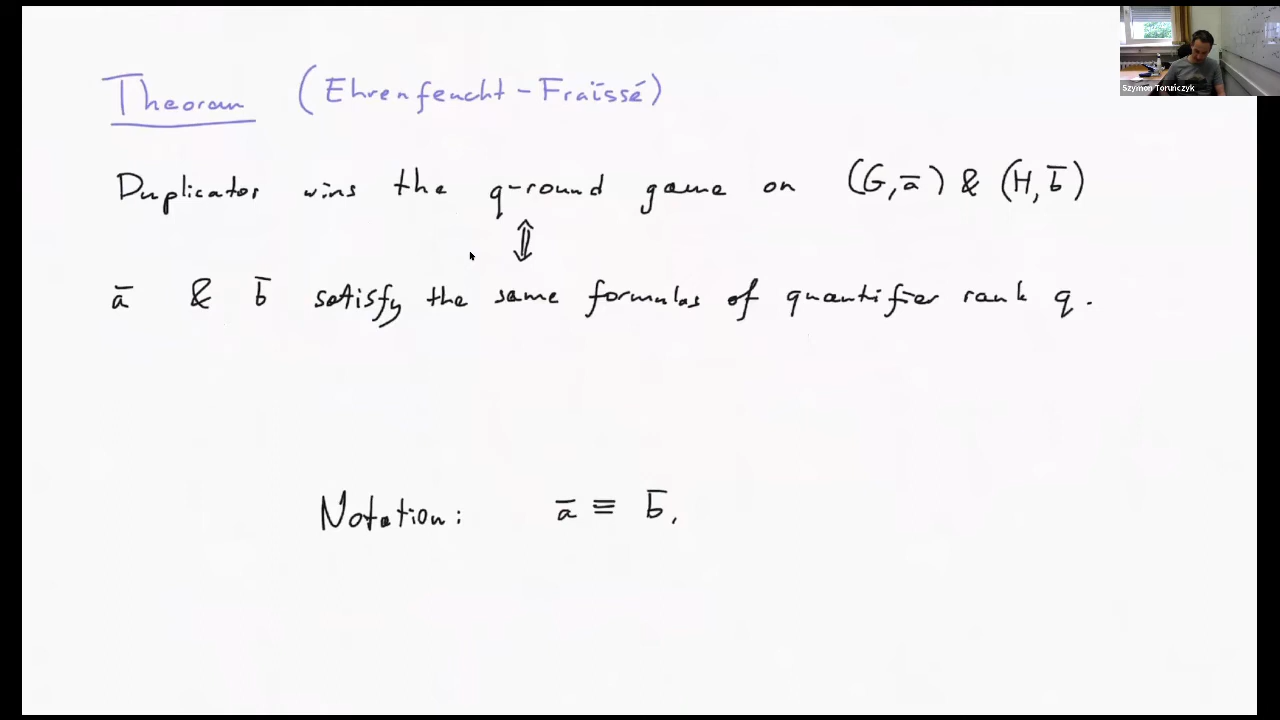 Theorem (Ehrenfeucht-Fraïssé)
Szymon Toruńczyk
Duplicator wins the q-round game on (G, ā) & (H, b̄)
⇕
ā & b̄ satisfy the same formulas of quantifier rank q.
Notation: ā ≡ b̄,